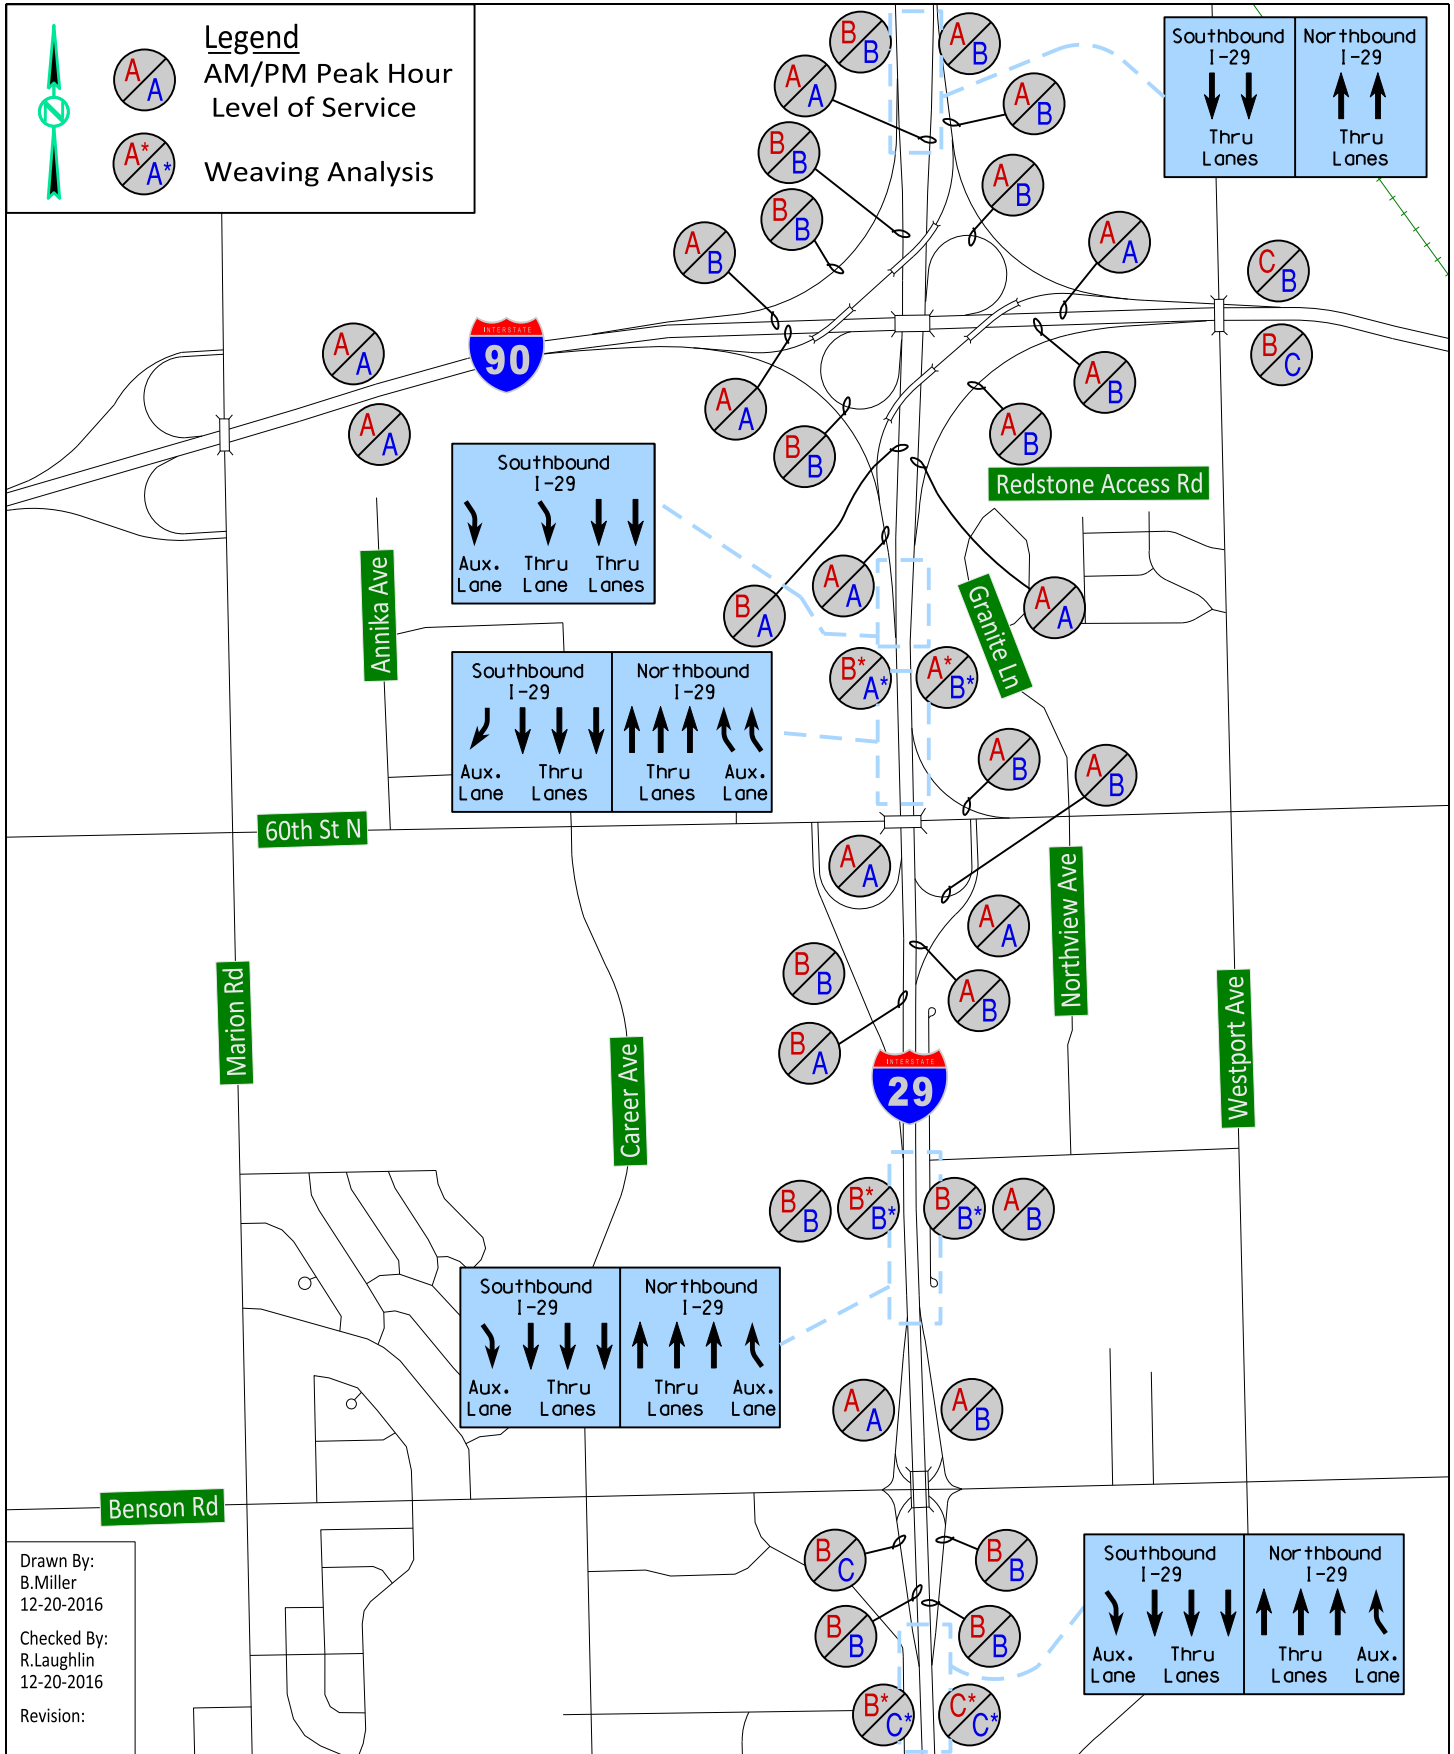 Legend
A/A AM/PM Peak Hour
Level of Service
A*/A* Weaving Analysis
B/B
A/B
Southbound
I-29
Thru
Lanes
Northbound
I-29
Thru
Lanes
A/A
A/B
B/B
A/B
B/B
A/B
A/A
C/B
A/A
INTERSTATE
90
B/C
A/B
A/A
A/A
B/B
A/B
Redstone Access Rd
Southbound
I-29
Aux.
Lane
Thru
Lane
Thru
Lanes
Annika Ave
A/A
B/A
A/A
Granite Ln
B*/A*
A*/B*
Southbound
I-29
Aux.
Lane
Thru
Lanes
Northbound
I-29
Thru
Lanes
Aux.
Lane
A/B
A/B
60th St N
A/A
A/A
Northview Ave
B/B
A/B
Marion Rd
Westport Ave
B/A
Career Ave
INTERSTATE
29
B/B
B*/B*
B/B*
A/B
Southbound
I-29
Aux.
Lane
Thru
Lanes
Northbound
I-29
Thru
Lanes
Aux.
Lane
A/A
A/B
Benson Rd
B/C
B/B
Southbound
I-29
Aux.
Lane
Thru
Lanes
Northbound
I-29
Thru
Lanes
Aux.
Lane
B/B
B/B
B*/C*
C*/C*
Drawn By:
B.Miller
12-20-2016
Checked By:
R.Laughlin
12-20-2016
Revision:
N